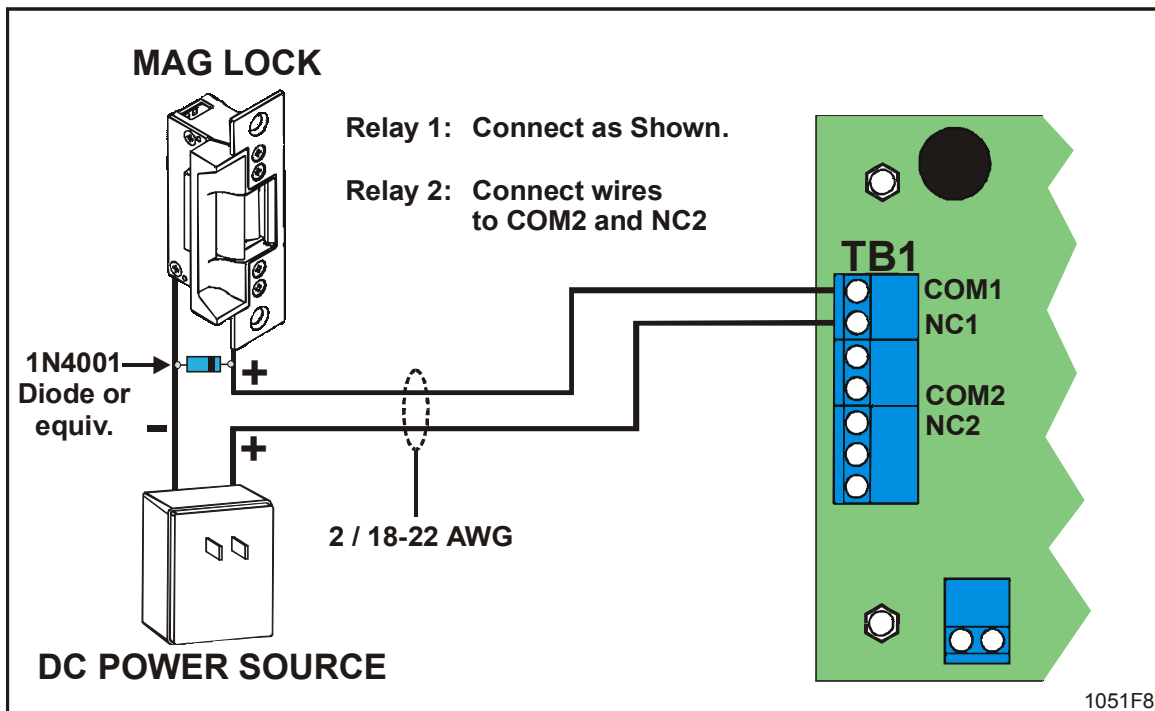 MAG LOCK
Relay 1: Connect as Shown.
Relay 2: Connect wires
to COM2 and NC2
TB1
COM1
NC1
COM2
NC2
1N4001
Diode or
equiv.
+
-
+
2 / 18-22 AWG
DC POWER SOURCE
1051F8